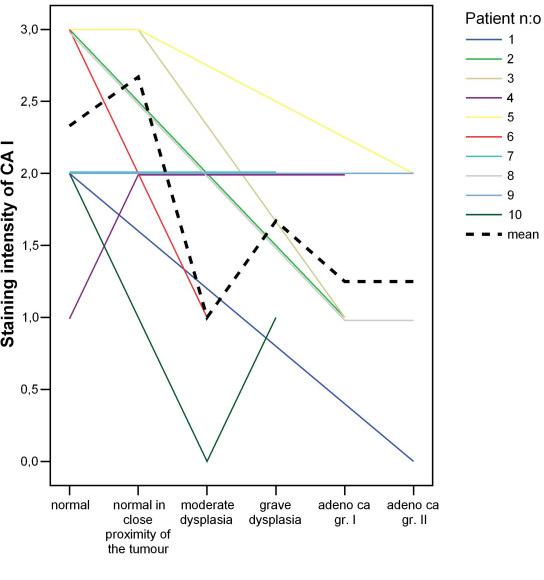 Patient n:o
1
2
3
4
5
6
7
8
9
10
mean
Staining intensity of CA I
3,0
2,5
2,0
1,5
1,0
0,5
0,0
normal
normal in
close
proximity of
the tumour
moderate
dysplasia
grave
dysplasia
adeno ca
gr. I
adeno ca
gr. II